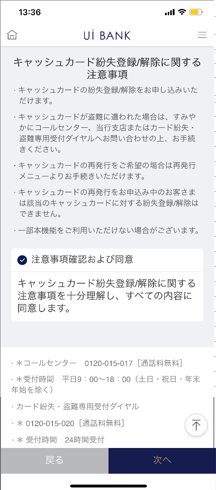 13:36
UI BANK
キャッシュカード紛失登録/解除に関する
注意事項
・キャッシュカードの紛失登録/解除をお申し込みいた
だけます。
・キャッシュカードが盗難に遭われた場合は、すみや
かにコールセンター、当行支店またはカード紛失・
盗難専用受付ダイヤルへお問い合わせの上、お手続
きください。
・キャッシュカードの再発行をご希望の場合は再発行
メニューよりお手続きいただけます。
・キャッシュカードの再発行をお申込み中のお客さま
は該当のキャッシュカードに対する紛失登録/解除は
できません。
・一部本機能をご利用いただけない場合がございます。
注意事項確認および同意
キャッシュカード紛失登録/解除に関する
注意事項を十分理解し、すべての内容に
同意します。
・＊コールセンター　0120-015-017［通話料無料］
・＊受付時間　平日9：00〜18：00（土日・祝日・年末
年始を除く）
・カード紛失・盗難専用受付ダイヤル
・＊ 0120-015-020［通話料無料］
・＊ 受付時間　24時間受付
戻る
次へ